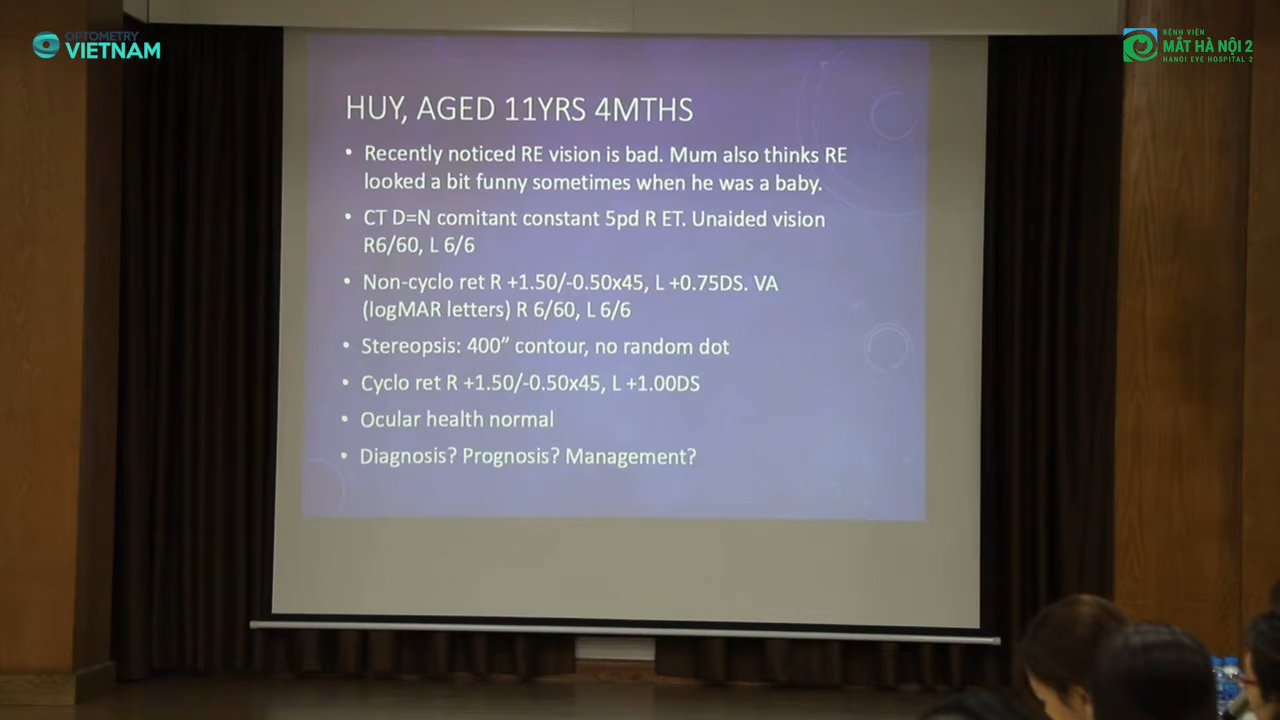 OPTOMETRY
VIETNAM
BỆNH VIỆN
MẮT HÀ NỘI 2
HANOI EYE HOSPITAL 2
HUY, AGED 11YRS 4MTHS
• Recently noticed RE vision is bad. Mum also thinks RE
looked a bit funny sometimes when he was a baby.
• CT D=N comitant constant 5pd R ET. Unaided vision
R6/60, L 6/6
• Non-cyclo ret R +1.50/-0.50x45, L +0.75DS. VA
(logMAR letters) R 6/60, L 6/6
• Stereopsis: 400” contour, no random dot
• Cyclo ret R +1.50/-0.50x45, L +1.00DS
• Ocular health normal
• Diagnosis? Prognosis? Management?